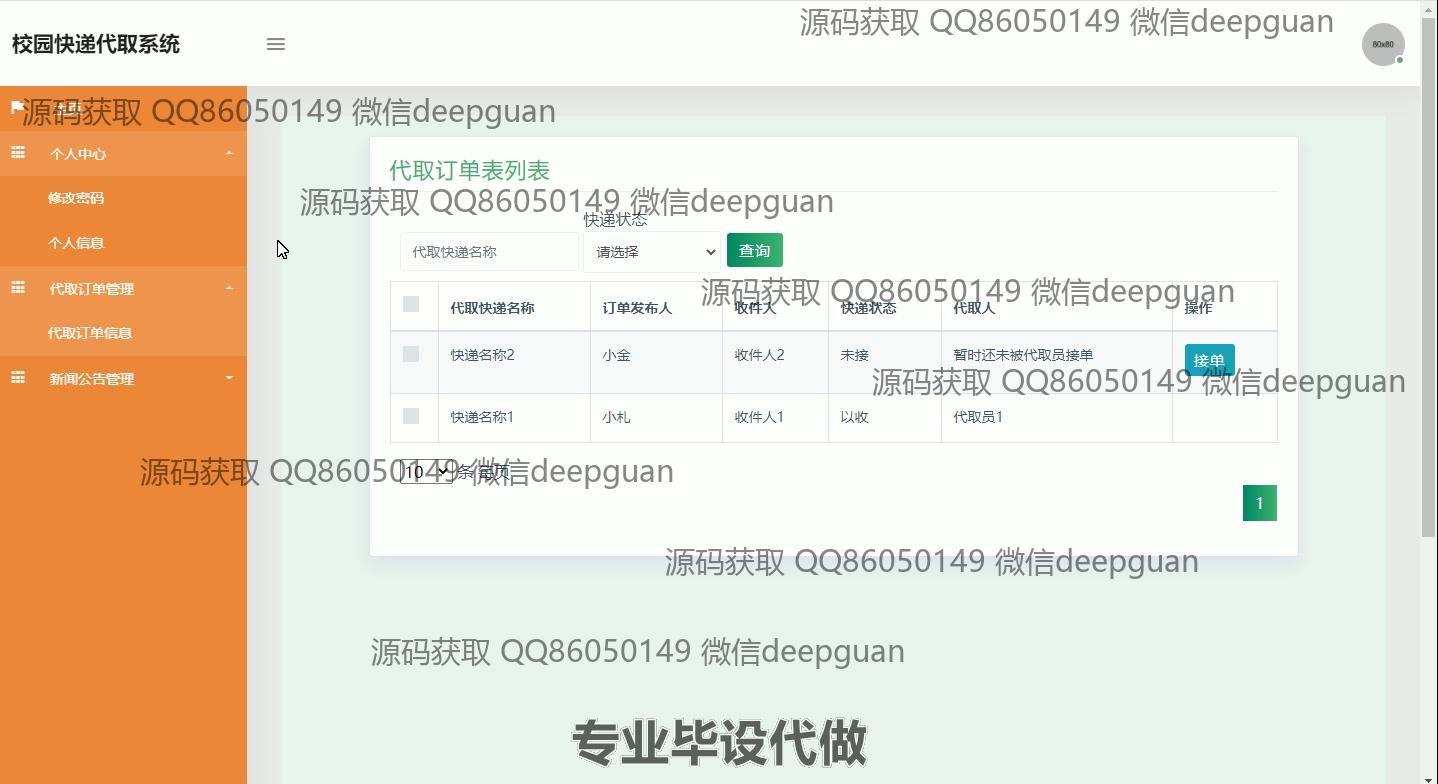 源码获取 QQ86050149 微信deepguan
校园快递代取系统
60x60
源码获取 QQ86050149 微信deepguan
个人中心
代取订单表列表
修改密码
源码获取 QQ86050149 微信deepguan
快递状态
个人信息
代取快递名称 请选择 查询
代取订单管理
源码获取 QQ86050149 微信deepguan
代取快递名称 订单发布人 收件人 快递状态 代取人 操作
代取订单信息
快递名称2 小金 收件人2 未接 暂时还未被代取员接单 接单
新闻公告管理
源码获取 QQ86050149 微信deepguan
快递名称1 小札 收件人1 以收 代取员1
源码获取 QQ86050149 微信deepguan
10 条 每页
1
源码获取 QQ86050149 微信deepguan
源码获取 QQ86050149 微信deepguan
专业毕设代做